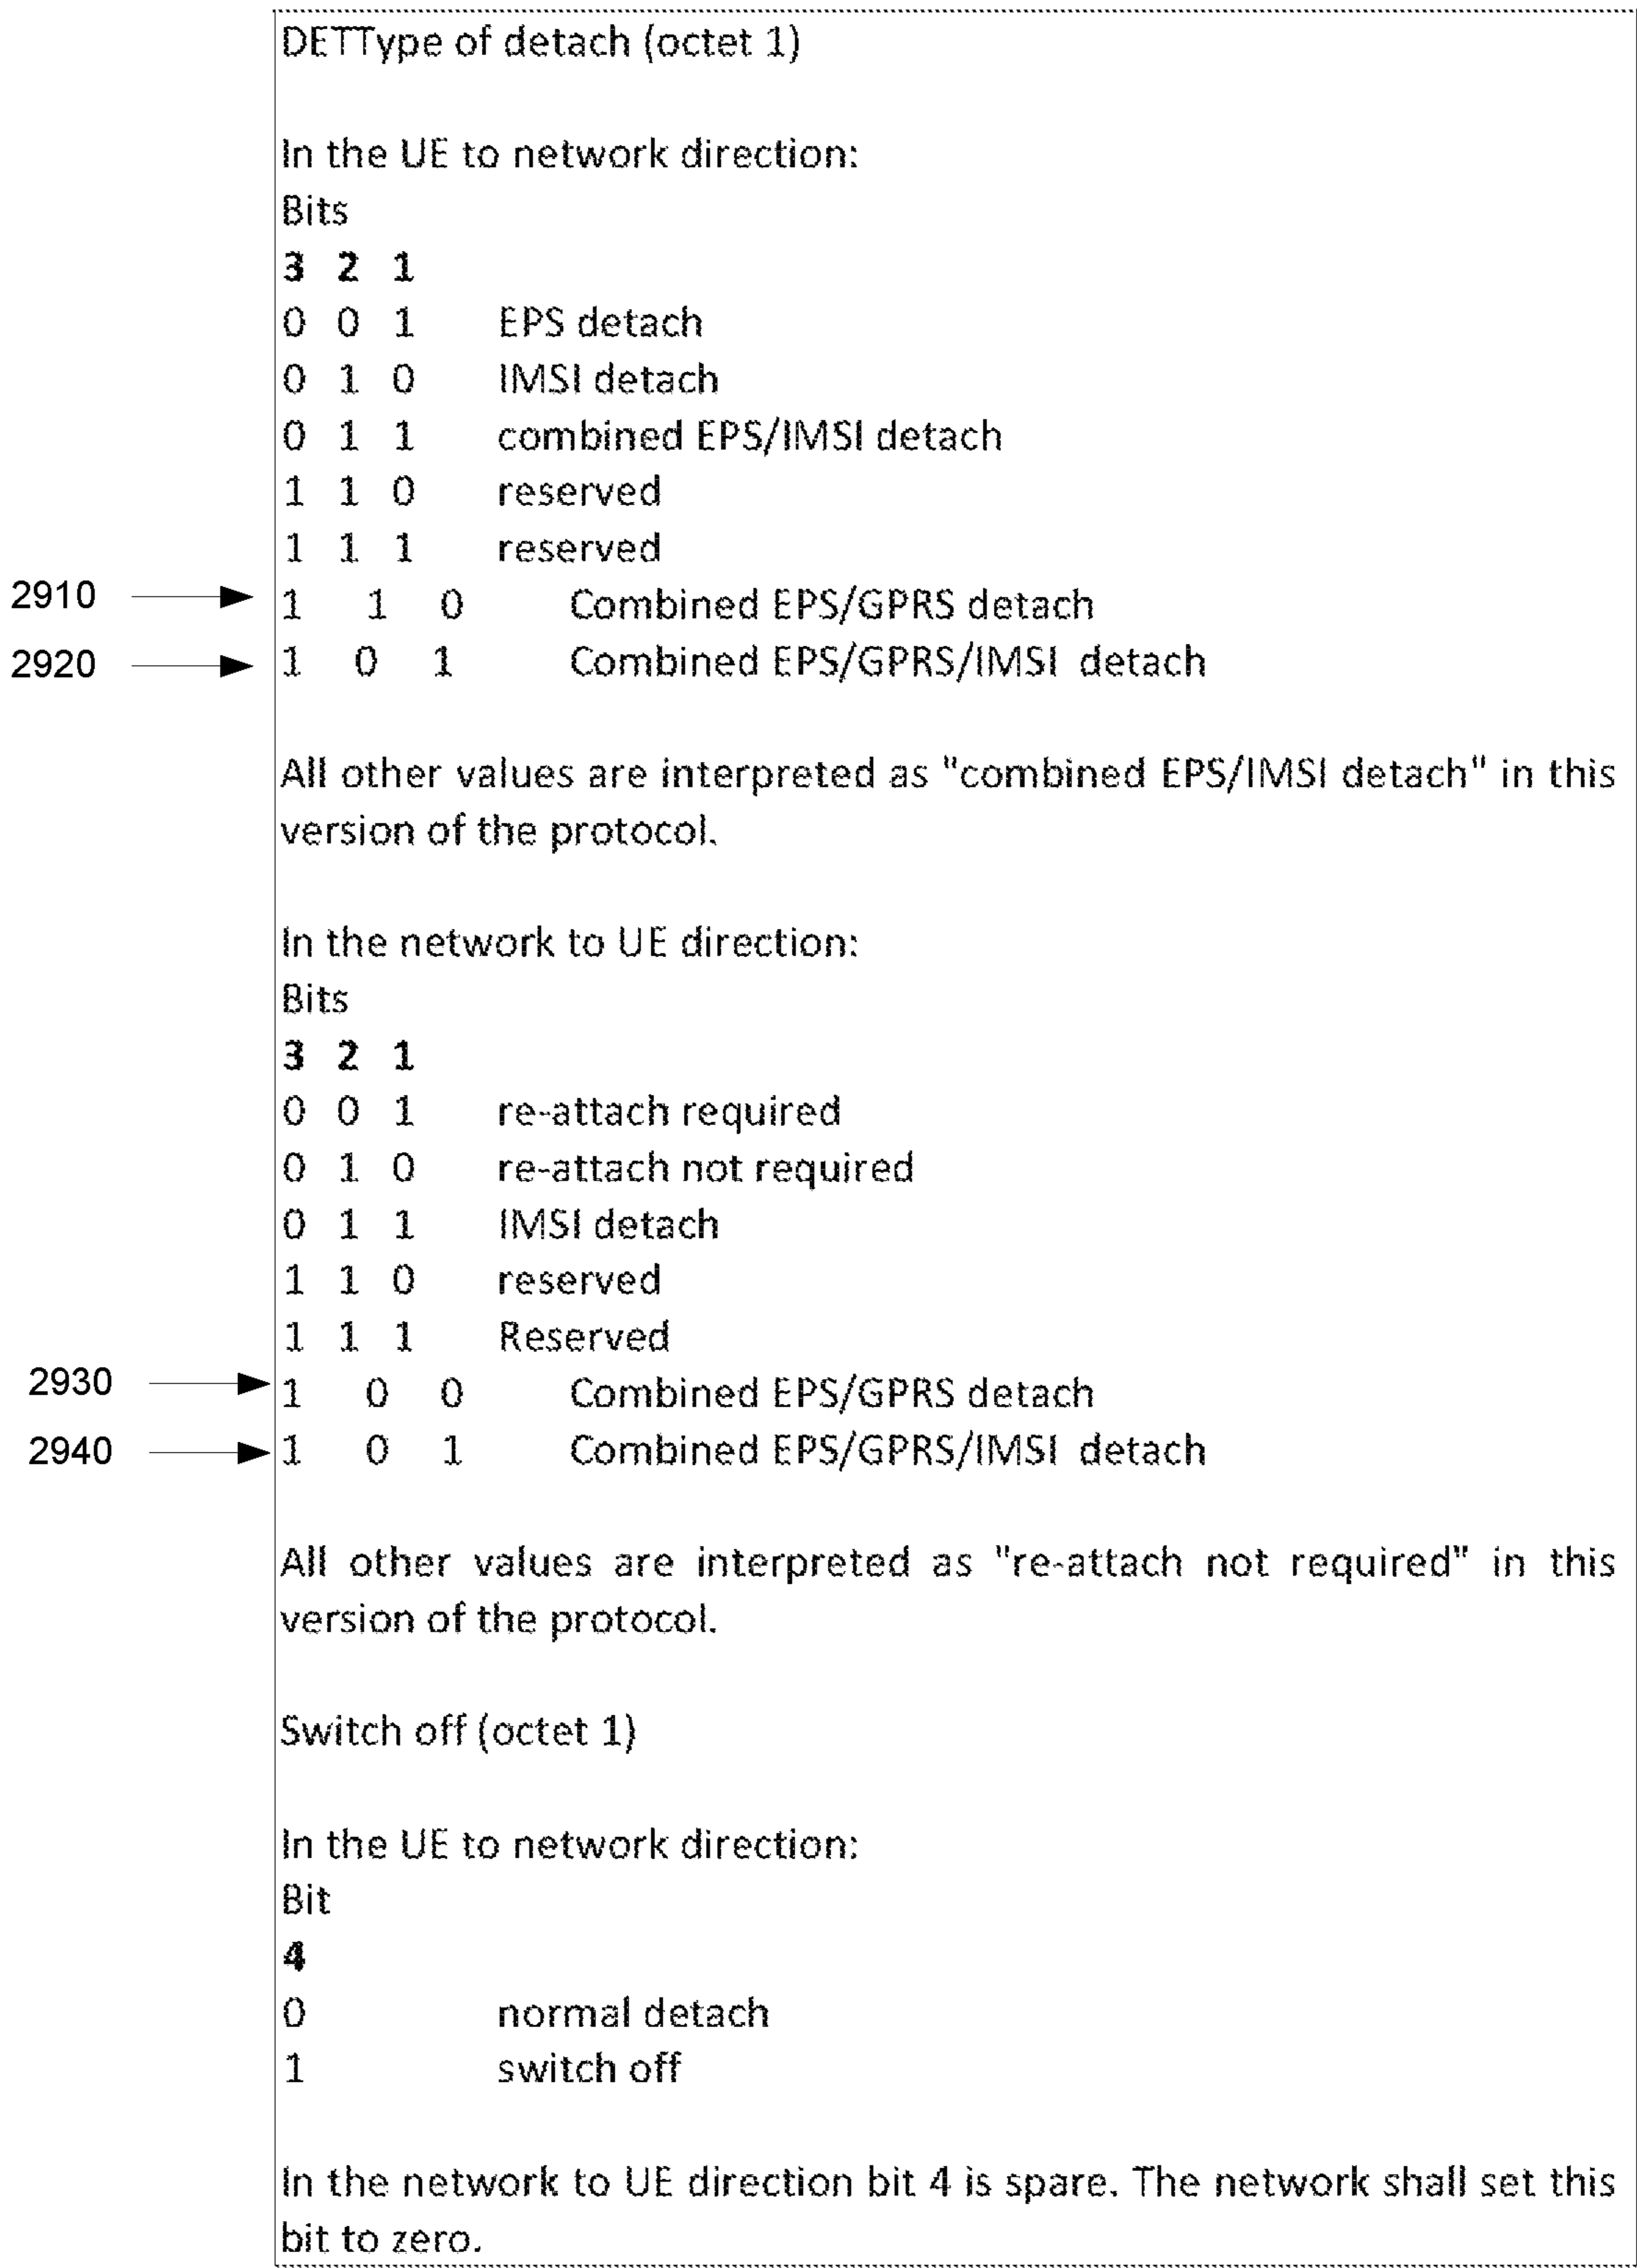 DETType of detach (octet 1)
In the UE to network direction:
Bits
3 2 1
0 0 1 EPS detach
0 1 0 IMSI detach
0 1 1 combined EPS/IMSI detach
1 1 0 reserved
1 1 1 reserved
2910 1 1 0 Combined EPS/GPRS detach
2920 1 0 1 Combined EPS/GPRS/IMSI detach
All other values are interpreted as "combined EPS/IMSI detach" in this
version of the protocol.
In the network to UE direction:
Bits
3 2 1
0 0 1 re-attach required
0 1 0 re-attach not required
0 1 1 IMSI detach
1 1 0 reserved
1 1 1 Reserved
2930 1 0 0 Combined EPS/GPRS detach
2940 1 0 1 Combined EPS/GPRS/IMSI detach
All other values are interpreted as "re-attach not required" in this
version of the protocol.
Switch off (octet 1)
In the UE to network direction:
Bit
4
0 normal detach
1 switch off
In the network to UE direction bit 4 is spare. The network shall set this
bit to zero.